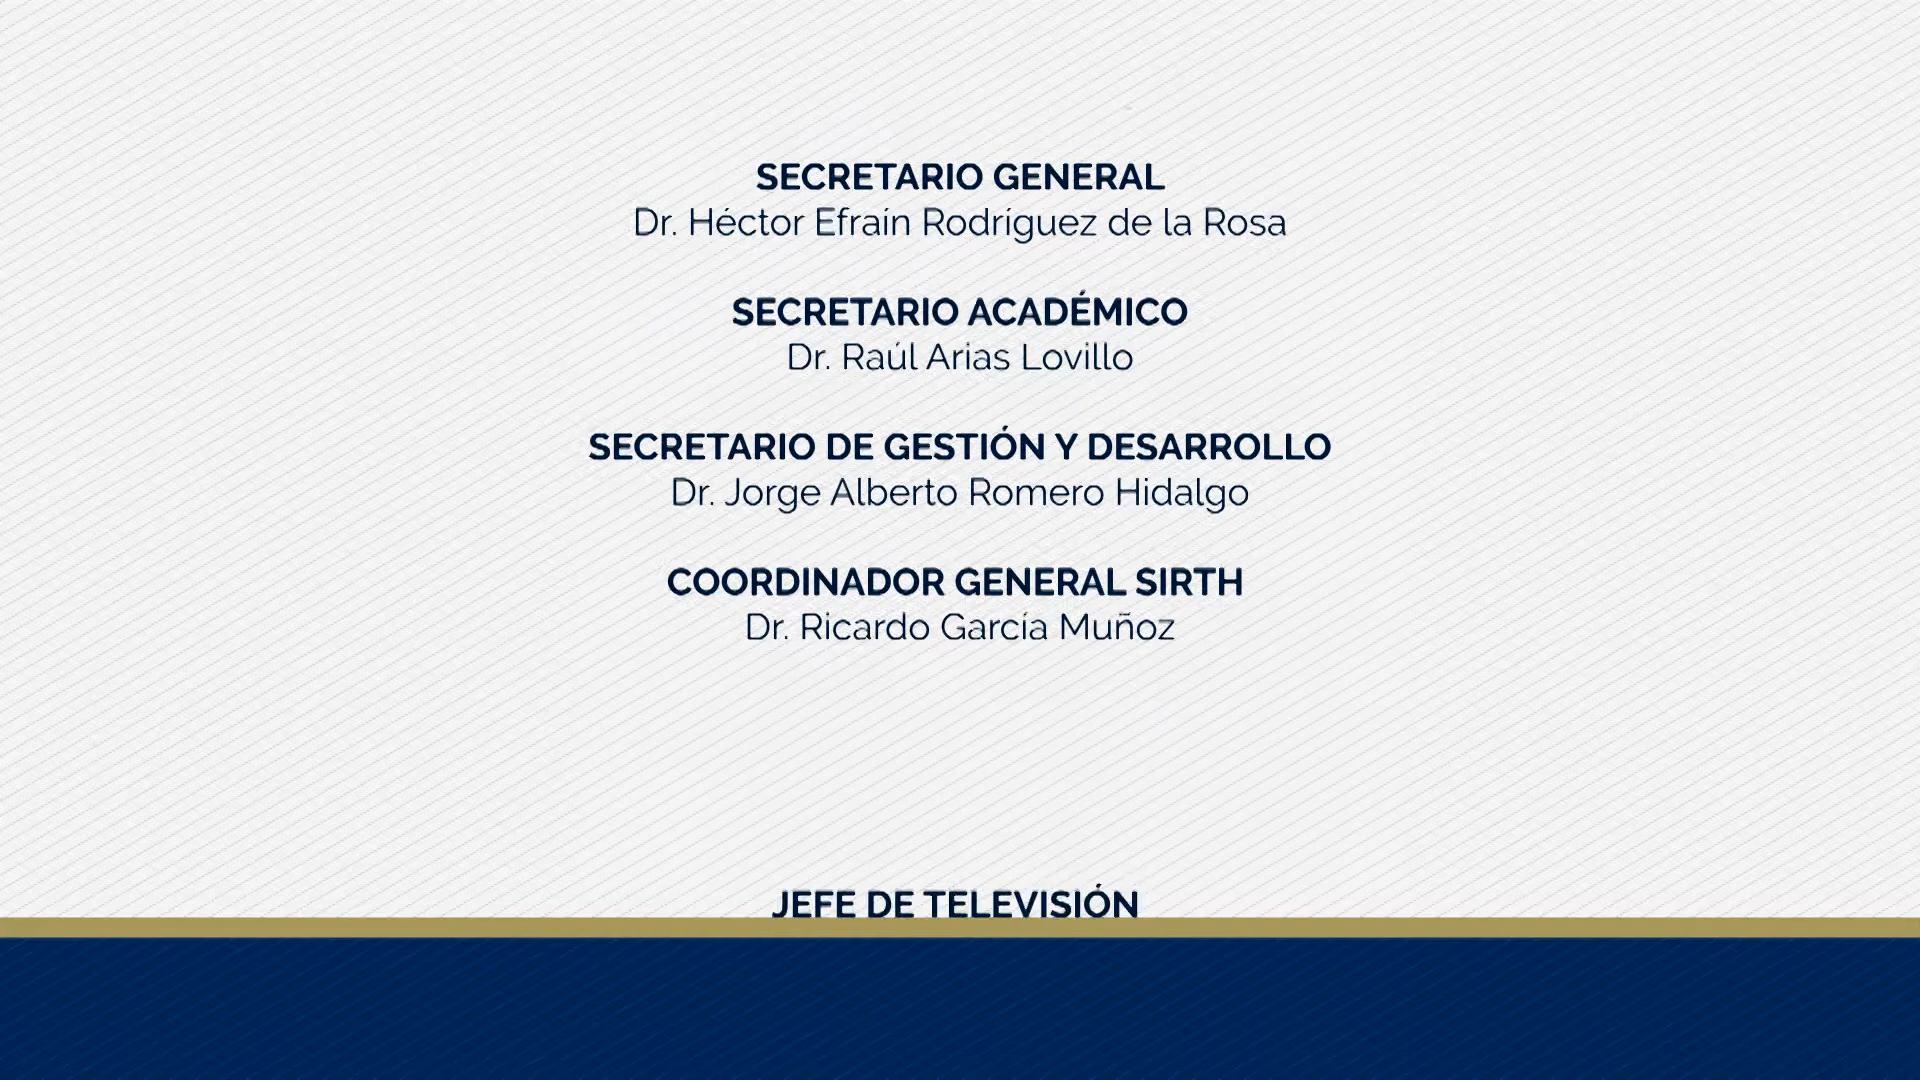 SECRETARIO GENERAL
Dr. Héctor Efraín Rodríguez de la Rosa
SECRETARIO ACADÉMICO
Dr. Raúl Arias Lovillo
SECRETARIO DE GESTIÓN Y DESARROLLO
Dr. Jorge Alberto Romero Hidalgo
COORDINADOR GENERAL SIRTH
Dr. Ricardo García Muñoz
JEFE DE TELEVISIÓN